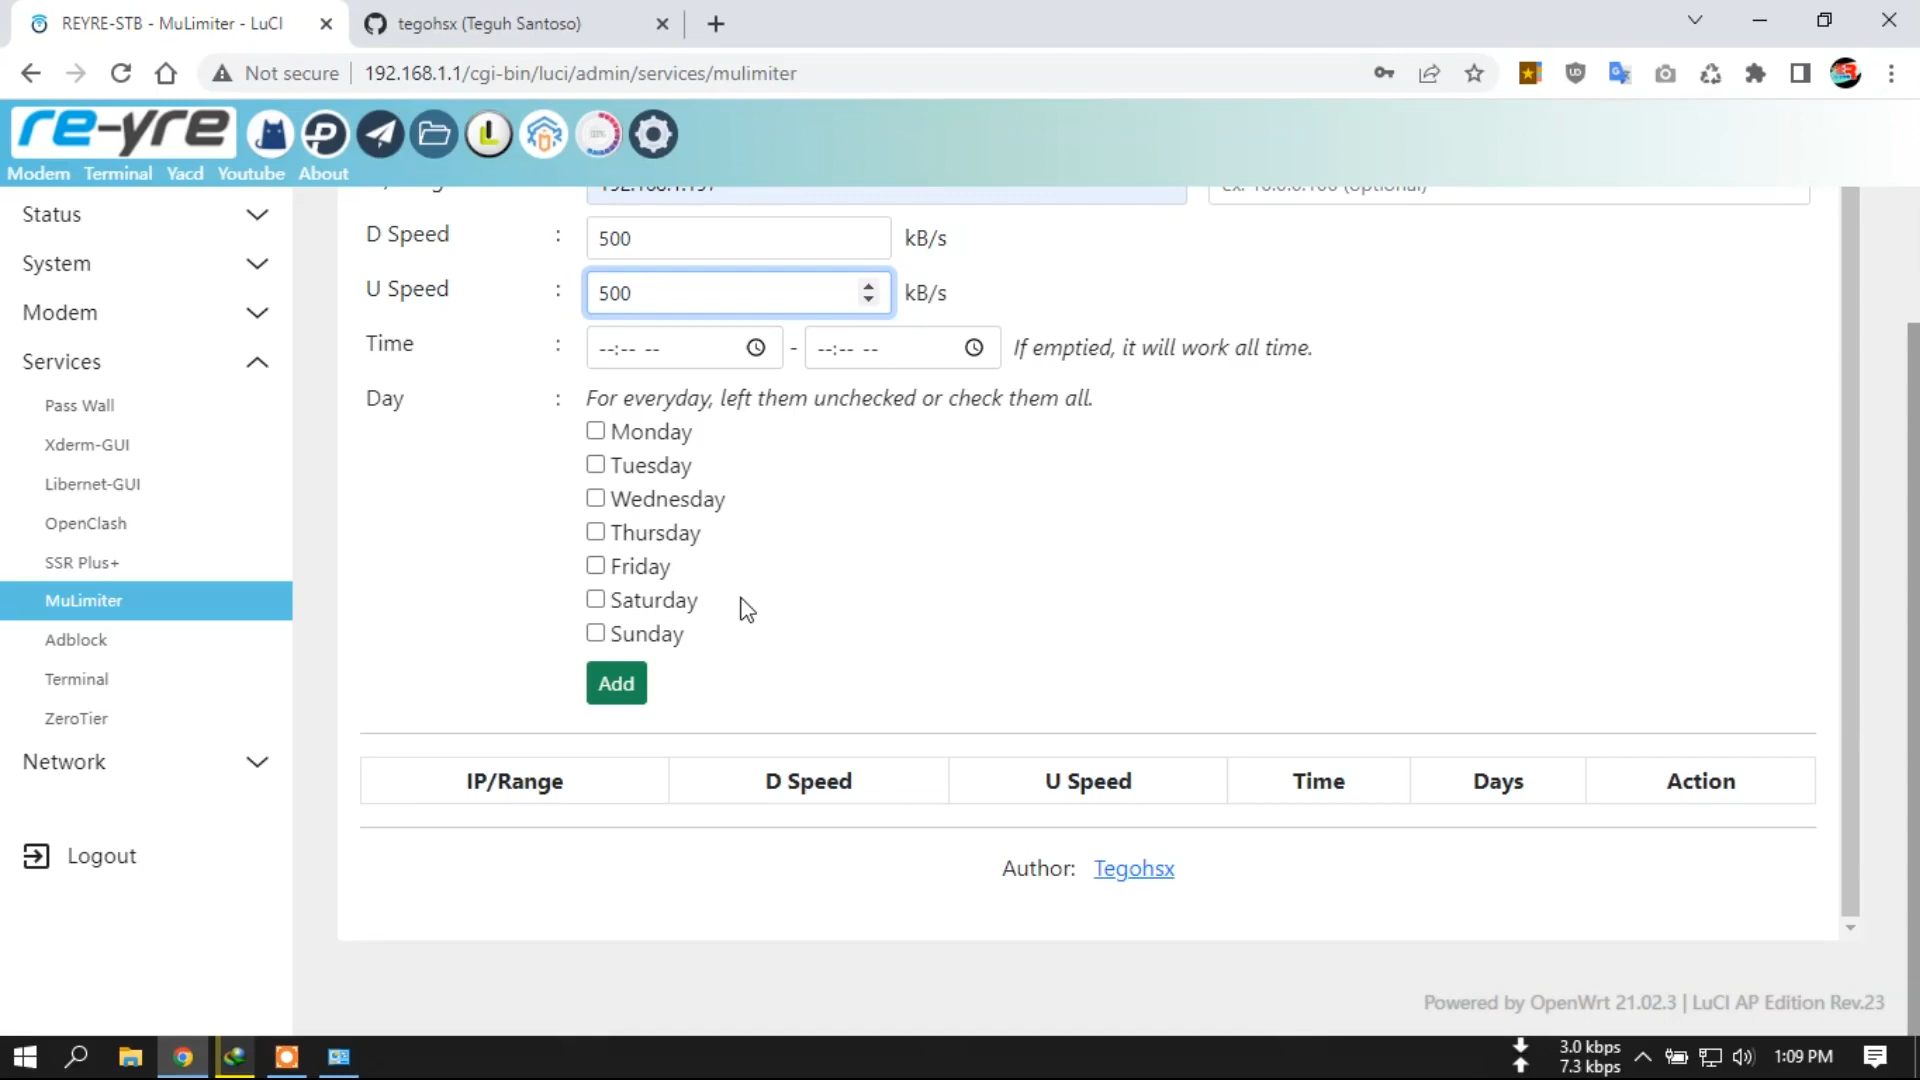 REYRE-STB - MuLimiter - LuCI
tegohsx (Teguh Santoso)
Not secure
192.168.1.1/cgi-bin/luci/admin/services/mulimiter
re-yre
Modem Terminal Yacd Youtube About
Status
System
Modem
Services
Pass Wall
Xderm-GUI
Libernet-GUI
OpenClash
SSR Plus+
MuLimiter
Adblock
Terminal
ZeroTier
Network
Logout
D Speed : 500 kB/s
U Speed : 500 kB/s
Time : --:-- -- - --:-- -- If emptied, it will work all time.
Day : For everyday, left them unchecked or check them all.
Monday
Tuesday
Wednesday
Thursday
Friday
Saturday
Sunday
Add
IP/Range D Speed U Speed Time Days Action
Author: Tegohsx
Powered by OpenWrt 21.02.3 | LuCI AP Edition Rev.23
3.0 kbps
7.3 kbps
1:09 PM